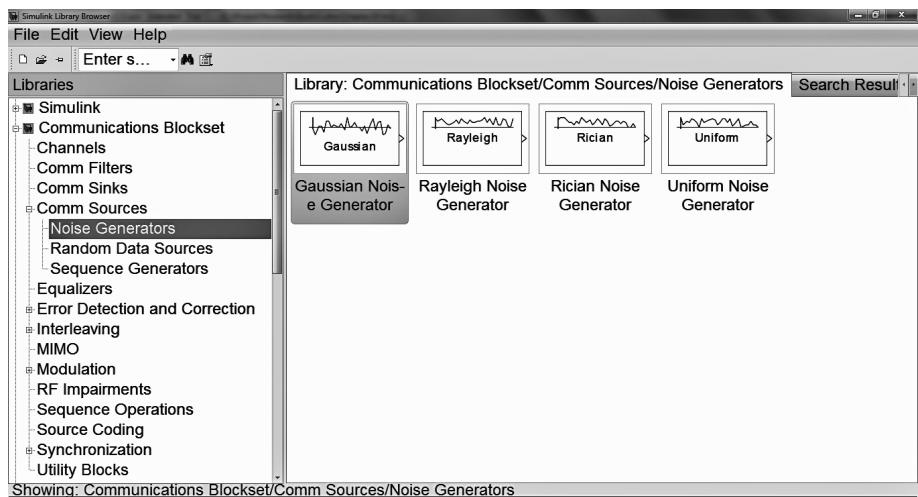 Simulink Library Browser
File Edit View Help
Enter s...
Libraries
Library: Communications Blockset/Comm Sources/Noise Generators
Search Result
Simulink
Communications Blockset
Channels
Comm Filters
Comm Sinks
Comm Sources
Noise Generators
Random Data Sources
Sequence Generators
Equalizers
Error Detection and Correction
Interleaving
MIMO
Modulation
RF Impairments
Sequence Operations
Source Coding
Synchronization
Utility Blocks
Gaussian
Gaussian Nois-
e Generator
Rayleigh
Rayleigh Noise
Generator
Rician
Rician Noise
Generator
Uniform
Uniform Noise
Generator
Showing: Communications Blockset/Comm Sources/Noise Generators